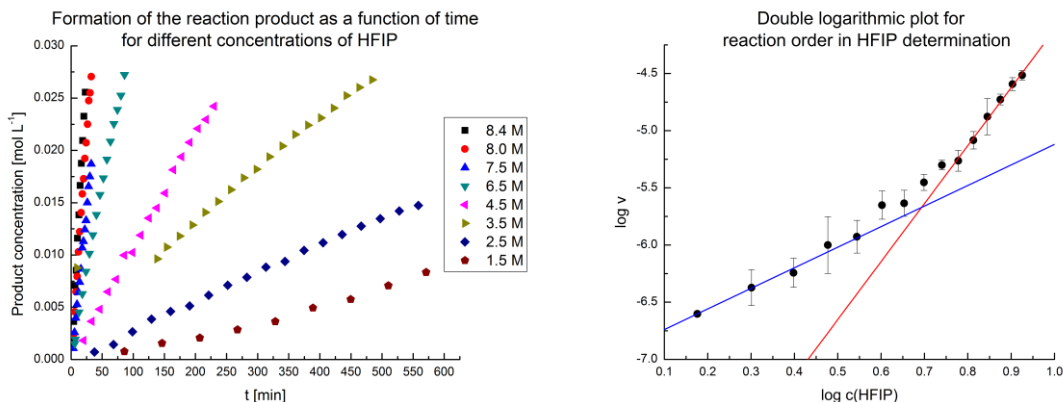 Formation of the reaction product as a function of time
for different concentrations of HFIP
Product concentration [mol L⁻¹]
0.030
0.025
0.020
0.015
0.010
0.005
0.000
0 50 100 150 200 250 300 350 400 450 500 550 600
t [min]
8.4 M
8.0 M
7.5 M
6.5 M
4.5 M
3.5 M
2.5 M
1.5 M
Double logarithmic plot for
reaction order in HFIP determination
log v
-4.5
-5.0
-5.5
-6.0
-6.5
-7.0
0.1 0.2 0.3 0.4 0.5 0.6 0.7 0.8 0.9 1.0
log c(HFIP)